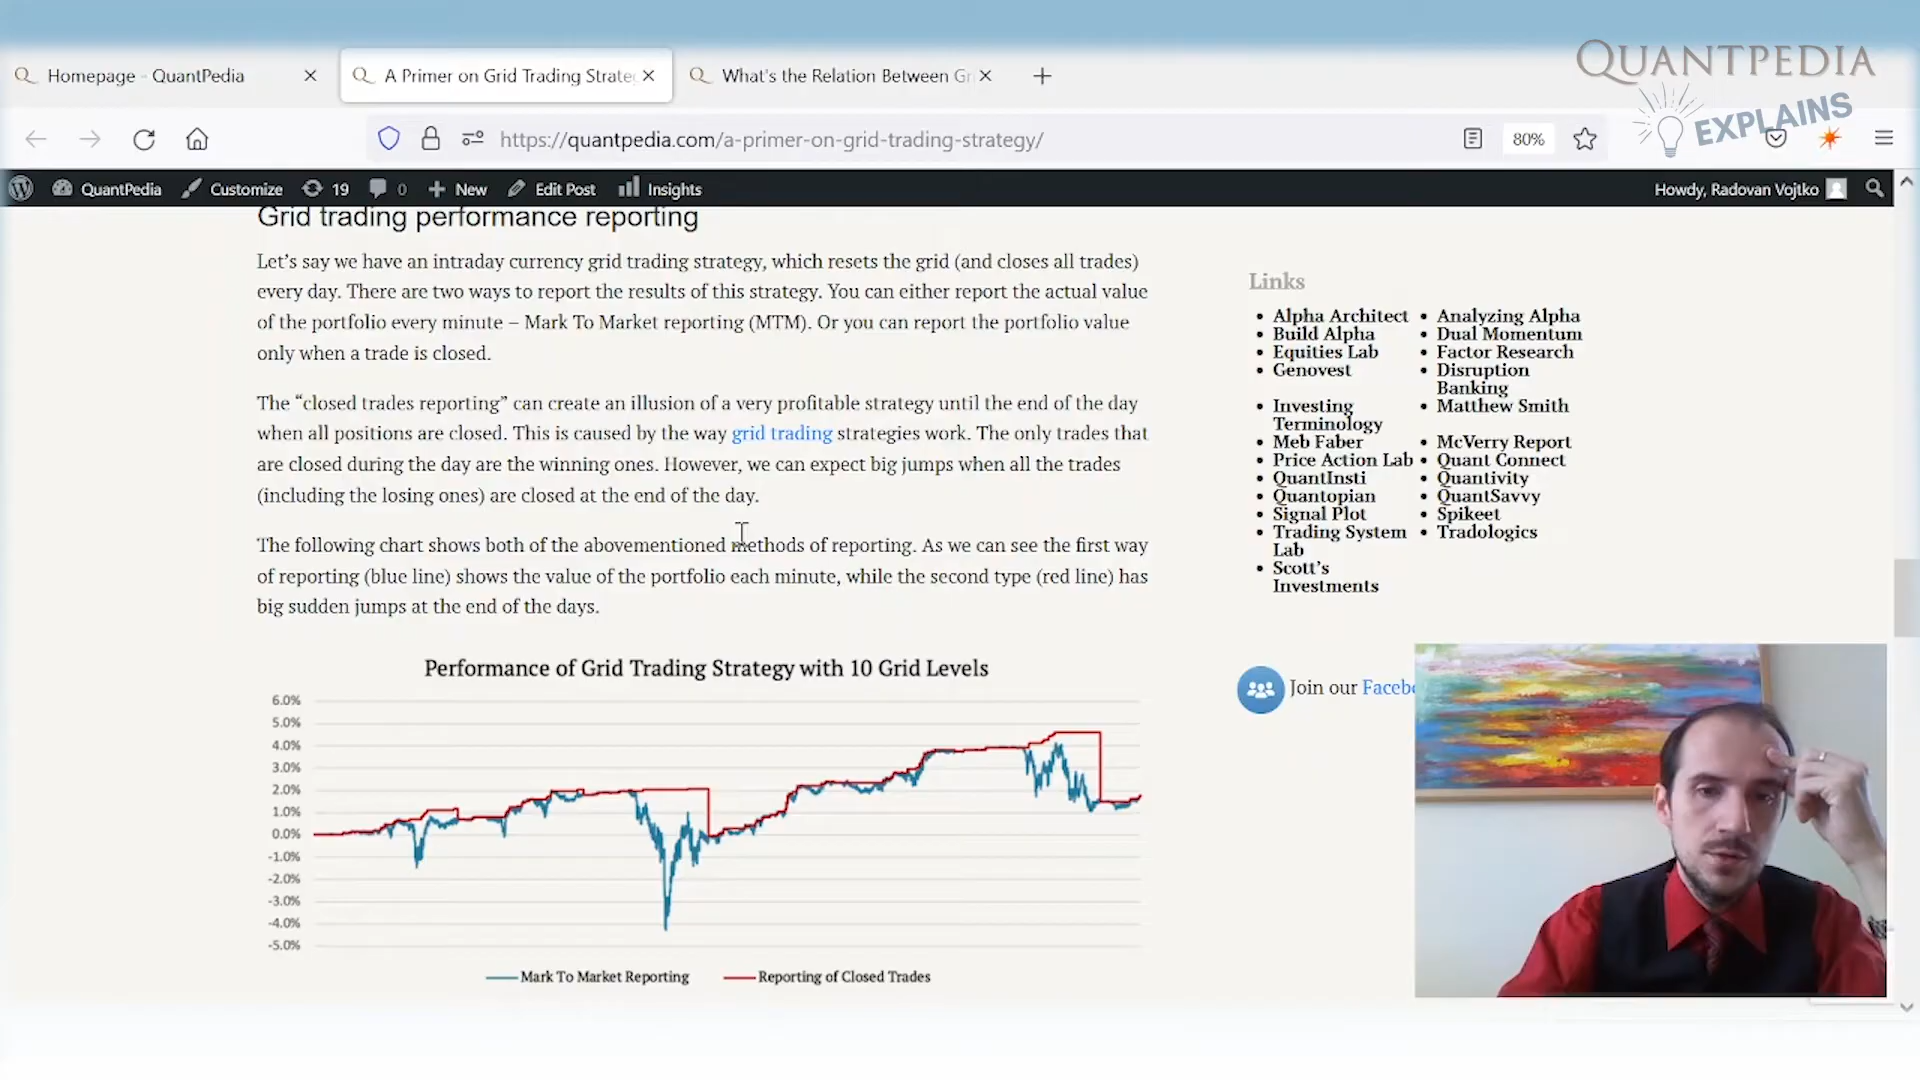 QUANTPEDIA
EXPLAINS
Homepage - QuantPedia
A Primer on Grid Trading Strate
What's the Relation Between Gr
https://quantpedia.com/a-primer-on-grid-trading-strategy/
80%
QuantPedia
Customize
19
0
New
Edit Post
Insights
Howdy, Radovan Vojtko
Grid trading performance reporting
Let's say we have an intraday currency grid trading strategy, which resets the grid (and closes all trades)
every day. There are two ways to report the results of this strategy. You can either report the actual value
of the portfolio every minute – Mark To Market reporting (MTM). Or you can report the portfolio value
only when a trade is closed.
The “closed trades reporting” can create an illusion of a very profitable strategy until the end of the day
when all positions are closed. This is caused by the way grid trading strategies work. The only trades that
are closed during the day are the winning ones. However, we can expect big jumps when all the trades
(including the losing ones) are closed at the end of the day.
The following chart shows both of the abovementioned methods of reporting. As we can see the first way
of reporting (blue line) shows the value of the portfolio each minute, while the second type (red line) has
big sudden jumps at the end of the days.
Performance of Grid Trading Strategy with 10 Grid Levels
6.0%
5.0%
4.0%
3.0%
2.0%
1.0%
0.0%
-1.0%
-2.0%
-3.0%
-4.0%
-5.0%
Mark To Market Reporting
Reporting of Closed Trades
Links
Alpha Architect
Build Alpha
Equities Lab
Genovest
Investing
Terminology
Meb Faber
Price Action Lab
QuantInsti
Quantopian
Signal Plot
Trading System
Lab
Scott's
Investments
Analyzing Alpha
Dual Momentum
Factor Research
Disruption
Banking
Matthew Smith
McVerry Report
Quant Connect
Quantivity
QuantSavvy
Spikeet
Tradologics
Join our Facebo